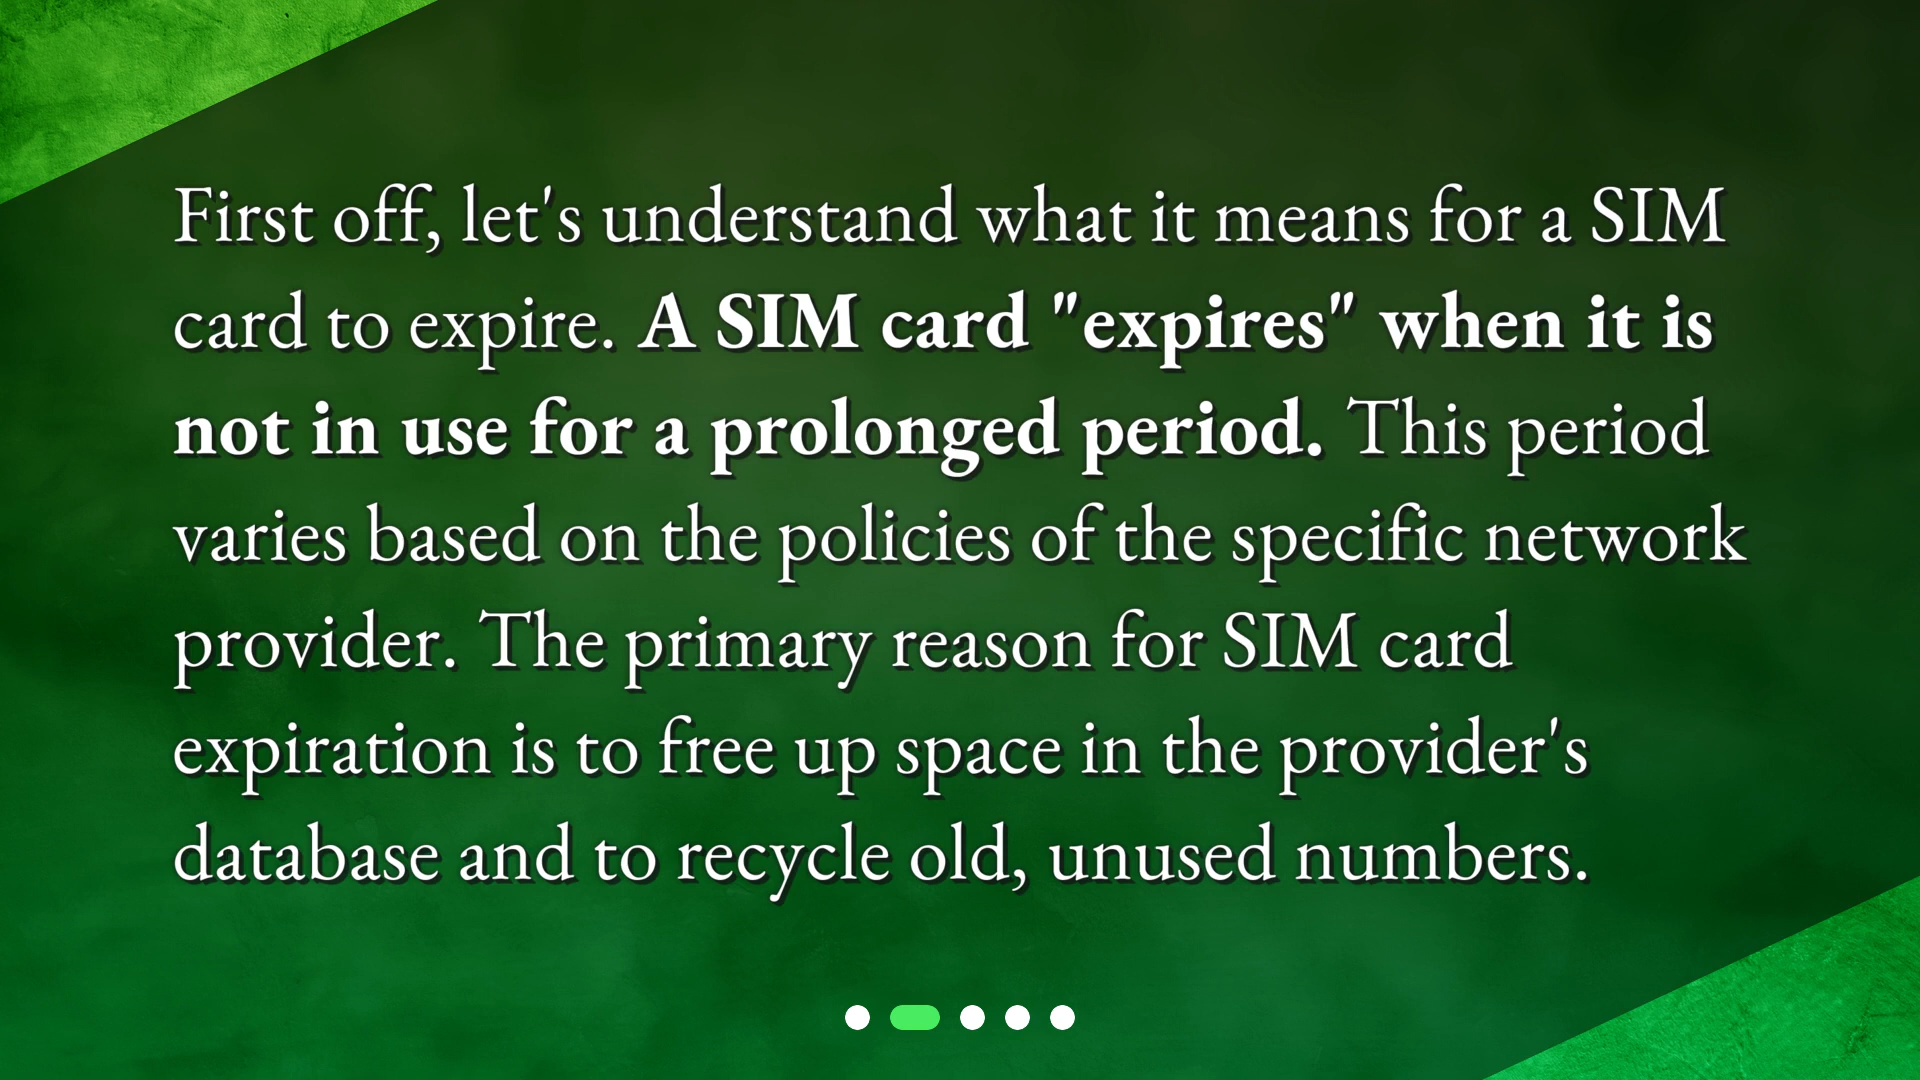 First off, let's understand what it means for a SIM
card to expire. A SIM card "expires" when it is
not in use for a prolonged period. This period
varies based on the policies of the specific network
provider. The primary reason for SIM card
expiration is to free up space in the provider's
database and to recycle old, unused numbers.